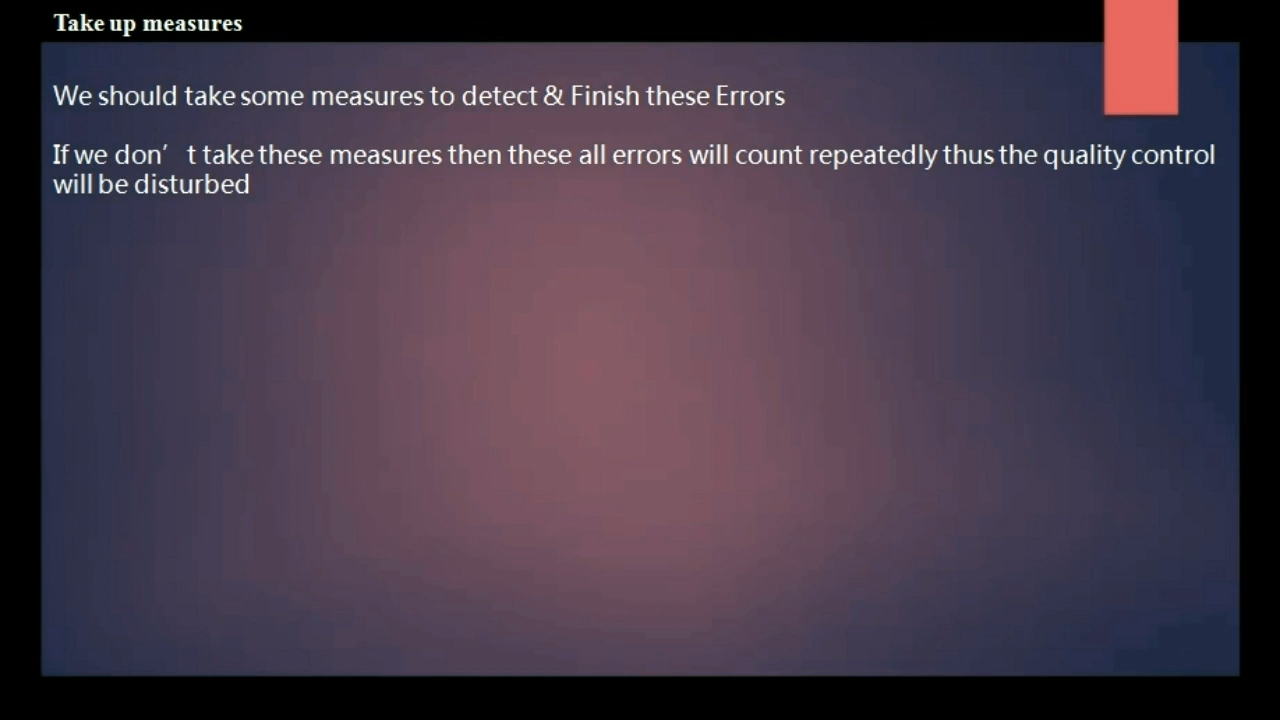 Take up measures
We should take some measures to detect & Finish these Errors
If we don’ t take these measures then these all errors will count repeatedly thus the quality control
will be disturbed